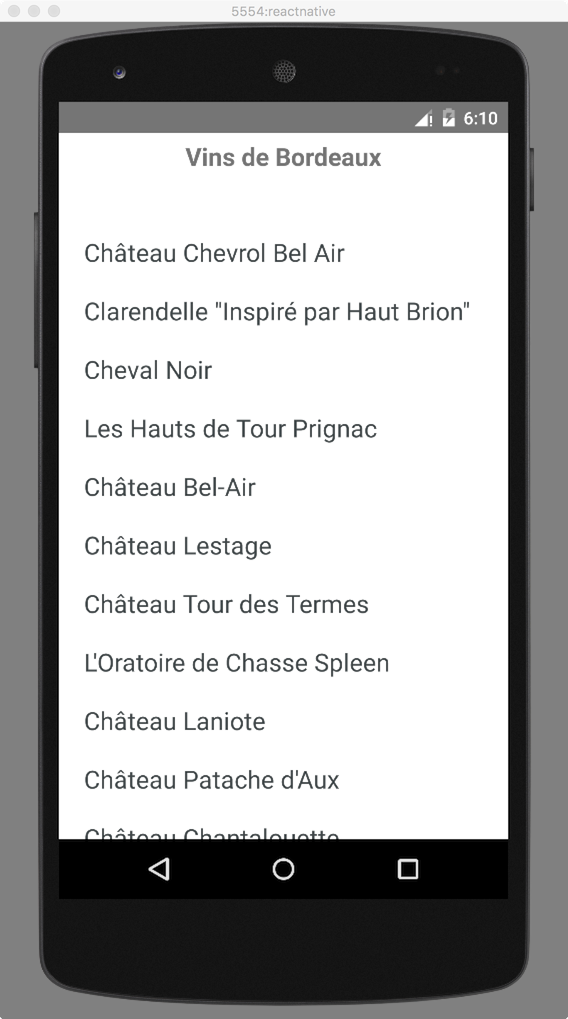 5554:reactnative
6:10
Vins de Bordeaux
Château Chevrol Bel Air
Clarendelle "Inspiré par Haut Brion"
Cheval Noir
Les Hauts de Tour Prignac
Château Bel-Air
Château Lestage
Château Tour des Termes
L'Oratoire de Chasse Spleen
Château Laniote
Château Patache d'Aux
Château Chantalouette